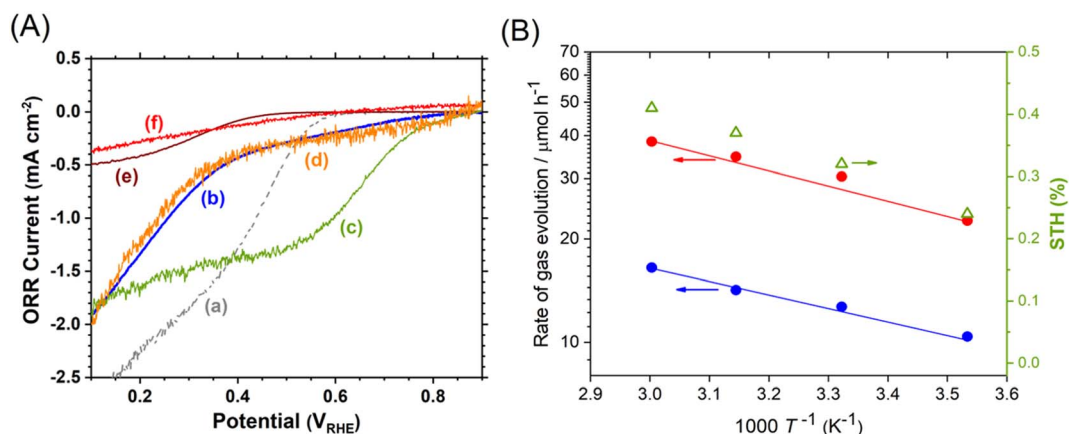 (A)
0.5
0.0
-0.5
-1.0
-1.5
-2.0
-2.5
ORR Current (mA cm⁻²)
(f)
(e)
(b)
(d)
(c)
(a)
0.2
0.4
0.6
0.8
Potential (V_RHE)
(B)
70
60
50
40
30
20
10
Rate of gas evolution / μmol h⁻¹
0.5
0.4
0.3
0.2
0.1
0.0
STH (%)
2.9
3.0
3.1
3.2
3.3
3.4
3.5
3.6
1000 T⁻¹ (K⁻¹)